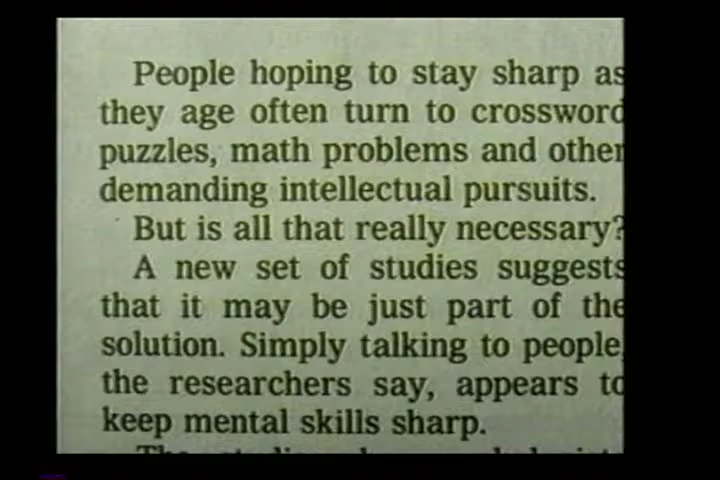 People hoping to stay sharp as
they age often turn to crossword
puzzles, math problems and other
demanding intellectual pursuits.
But is all that really necessary?
A new set of studies suggests
that it may be just part of the
solution. Simply talking to people,
the researchers say, appears to
keep mental skills sharp.